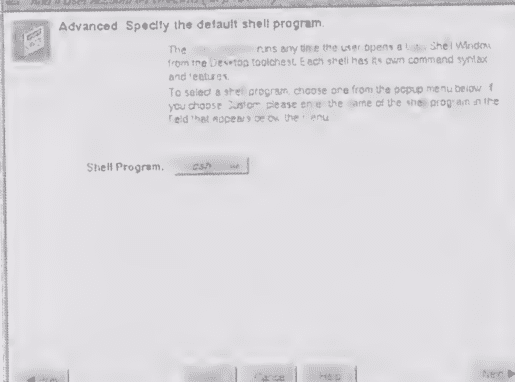 Advanced Specify the default shell program.
The runs any time the user opens a Shell Window
from the Desktop toolchest. Each shell has its own command syntax
and features.
To select a shell program, choose one from the popup menu below. If
you choose Custom, please enter the name of the shell program in the
field that appears below the menu.
Shell Program.
Cancel Help Next